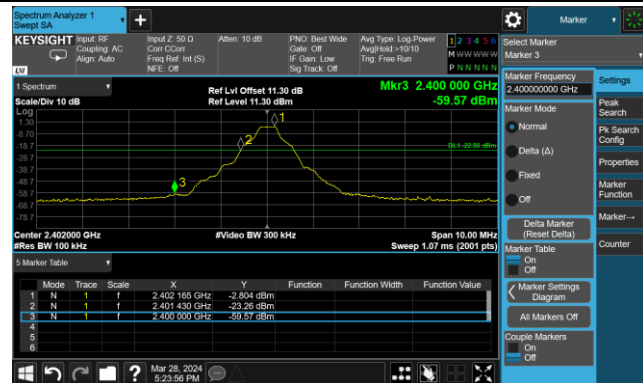 Spectrum Analyzer 1
Swept SA
Marker
KEYSIGHT
Input: RF
Coupling: AC
Align: Auto
Input Z: 50 Ω
Corr CCorr
Freq Ref: Int (S)
NFE: Off
Atten: 10 dB
PNO: Best Wide
Gate: Off
IF Gain: Low
Sig Track: Off
Avg Type: Log-Power
Avg|Hold:>10/10
Trig: Free Run
1 2 3 4 5 6
M W W W W W
P N N N N N
LXI
Select Marker
Marker 3
1 Spectrum
Scale/Div 10 dB
Ref Lvl Offset 11.30 dB
Ref Level 11.30 dBm
Mkr3 2.400 000 GHz
-59.57 dBm
Log
1.30
-8.70
-18.7
-28.7
-38.7
-48.7
-58.7
-68.7
-78.7
1
2
3
DL1 -22.80 dBm
Center 2.402000 GHz
#Res BW 100 kHz
#Video BW 300 kHz
Span 10.00 MHz
Sweep 1.07 ms (2001 pts)
5 Marker Table
Mode Trace Scale X Y Function Function Width Function Value
1 N 1 f 2.402 165 GHz -2.804 dBm
2 N 1 f 2.401 430 GHz -23.26 dBm
3 N 1 f 2.400 000 GHz -59.57 dBm
4
5
6
Marker Frequency
2.400000000 GHz
Marker Mode
Normal
Delta (Δ)
Fixed
Off
Delta Marker
(Reset Delta)
Marker Table
On
Off
Marker Settings
Diagram
All Markers Off
Couple Markers
On
Off
Settings
Peak
Search
Pk Search
Config
Properties
Marker
Function
Marker→
Counter
Mar 28, 2024
5:23:56 PM